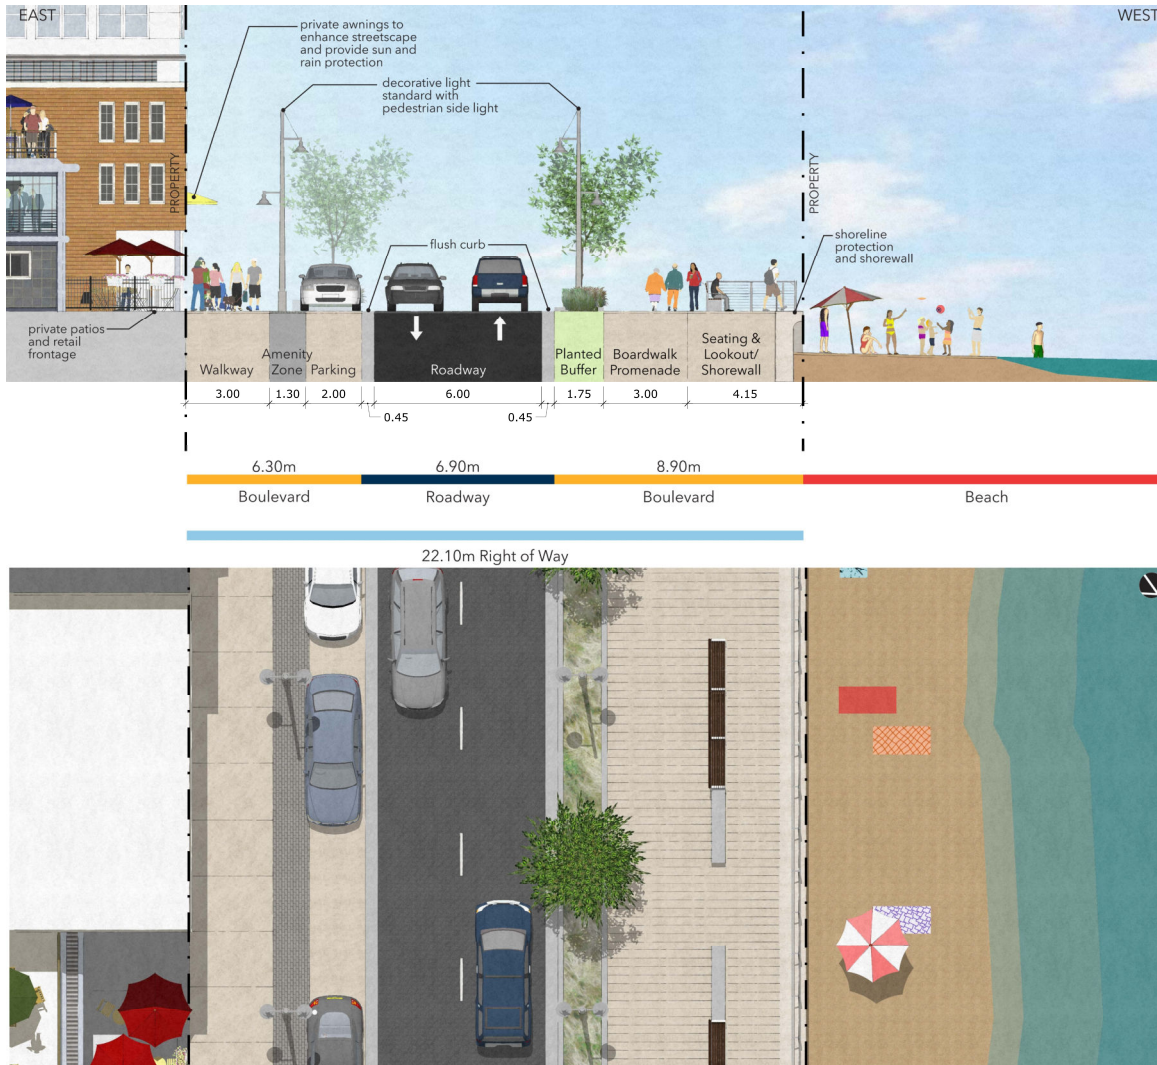 EAST
WEST
private awnings to
enhance streetscape
and provide sun and
rain protection
decorative light
standard with
pedestrian side light
PROPERTY
PROPERTY
flush curb
shoreline
protection
and shorewall
private patios
and retail
frontage
Walkway
Amenity
Zone
Parking
Roadway
Planted
Buffer
Boardwalk
Promenade
Seating &
Lookout/
Shorewall
3.00
1.30
2.00
0.45
6.00
0.45
1.75
3.00
4.15
6.30m
6.90m
8.90m
Boulevard
Roadway
Boulevard
Beach
22.10m Right of Way